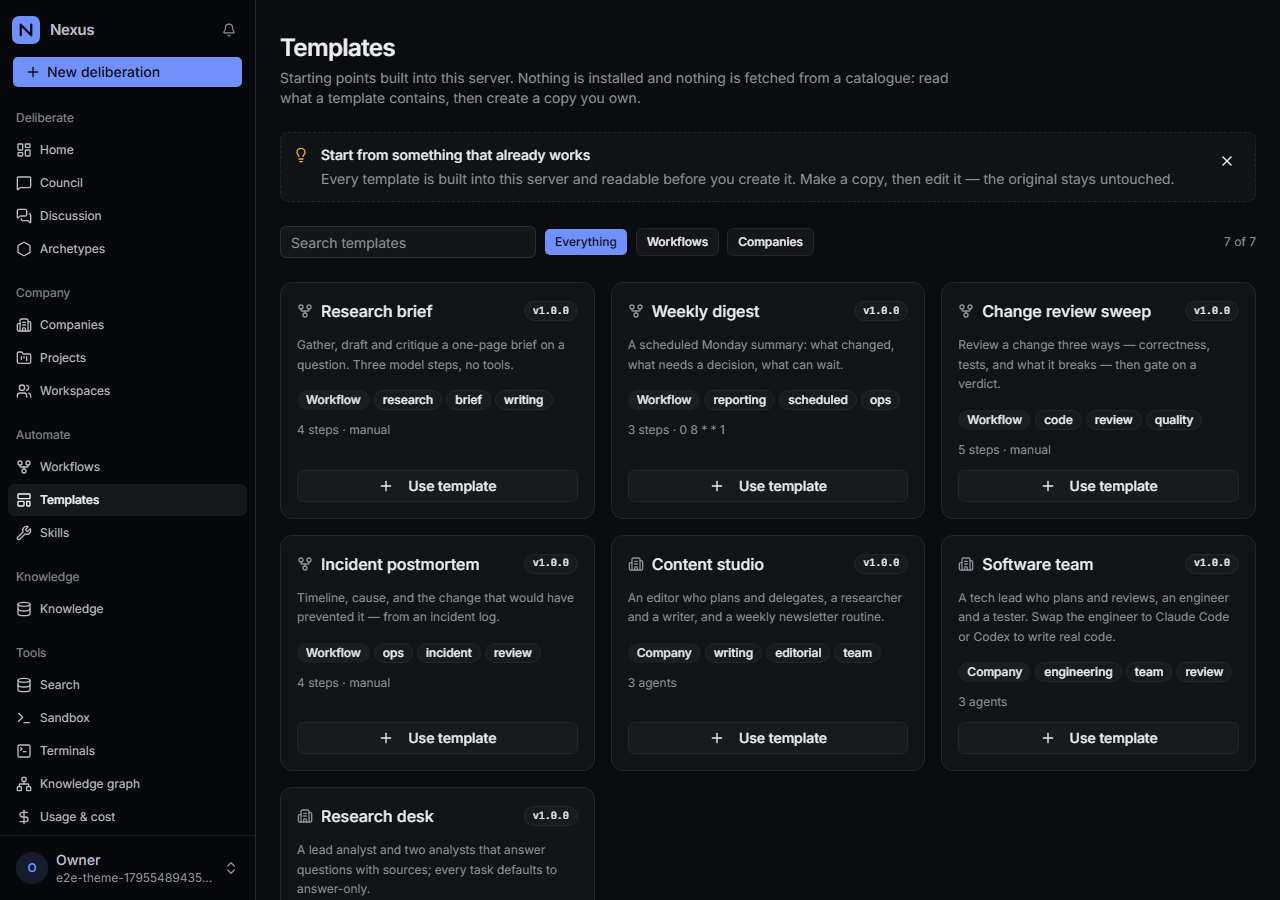 Nexus
New deliberation
Deliberate
Home
Council
Discussion
Archetypes
Company
Companies
Projects
Workspaces
Automate
Workflows
Templates
Skills
Knowledge
Knowledge
Tools
Search
Sandbox
Terminals
Knowledge graph
Usage & cost
O
Owner
e2e-theme-17955489435...
Templates
Starting points built into this server. Nothing is installed and nothing is fetched from a catalogue: read
what a template contains, then create a copy you own.
Start from something that already works
Every template is built into this server and readable before you create it. Make a copy, then edit it — the original stays untouched.
Search templates
Everything
Workflows
Companies
7 of 7
Research brief
v1.0.0
Gather, draft and critique a one-page brief on a
question. Three model steps, no tools.
Workflow research brief writing
4 steps · manual
Use template
Weekly digest
v1.0.0
A scheduled Monday summary: what changed,
what needs a decision, what can wait.
Workflow reporting scheduled ops
3 steps · 0 8 * * 1
Use template
Change review sweep
v1.0.0
Review a change three ways — correctness,
tests, and what it breaks — then gate on a
verdict.
Workflow code review quality
5 steps · manual
Use template
Incident postmortem
v1.0.0
Timeline, cause, and the change that would have
prevented it — from an incident log.
Workflow ops incident review
4 steps · manual
Use template
Content studio
v1.0.0
An editor who plans and delegates, a researcher
and a writer, and a weekly newsletter routine.
Company writing editorial team
3 agents
Use template
Software team
v1.0.0
A tech lead who plans and reviews, an engineer
and a tester. Swap the engineer to Claude Code
or Codex to write real code.
Company engineering team review
3 agents
Use template
Research desk
v1.0.0
A lead analyst and two analysts that answer
questions with sources; every task defaults to
answer-only.